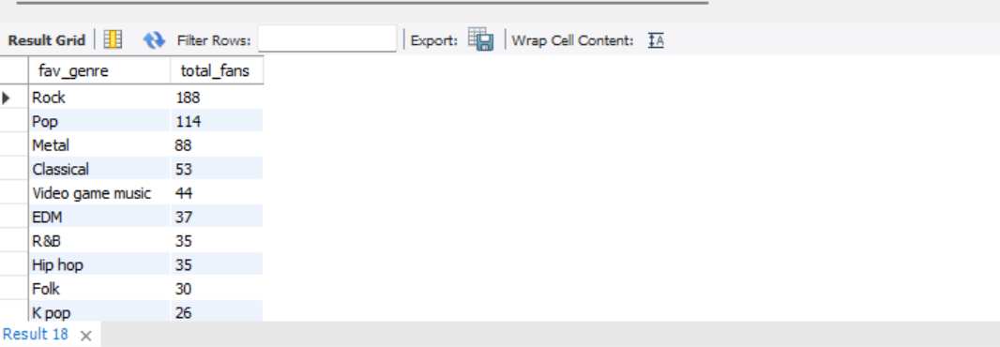 Result Grid Filter Rows: Export: Wrap Cell Content: IA
fav_genre total_fans
Rock 188
Pop 114
Metal 88
Classical 53
Video game music 44
EDM 37
R&B 35
Hip hop 35
Folk 30
K pop 26
Result 18 ×